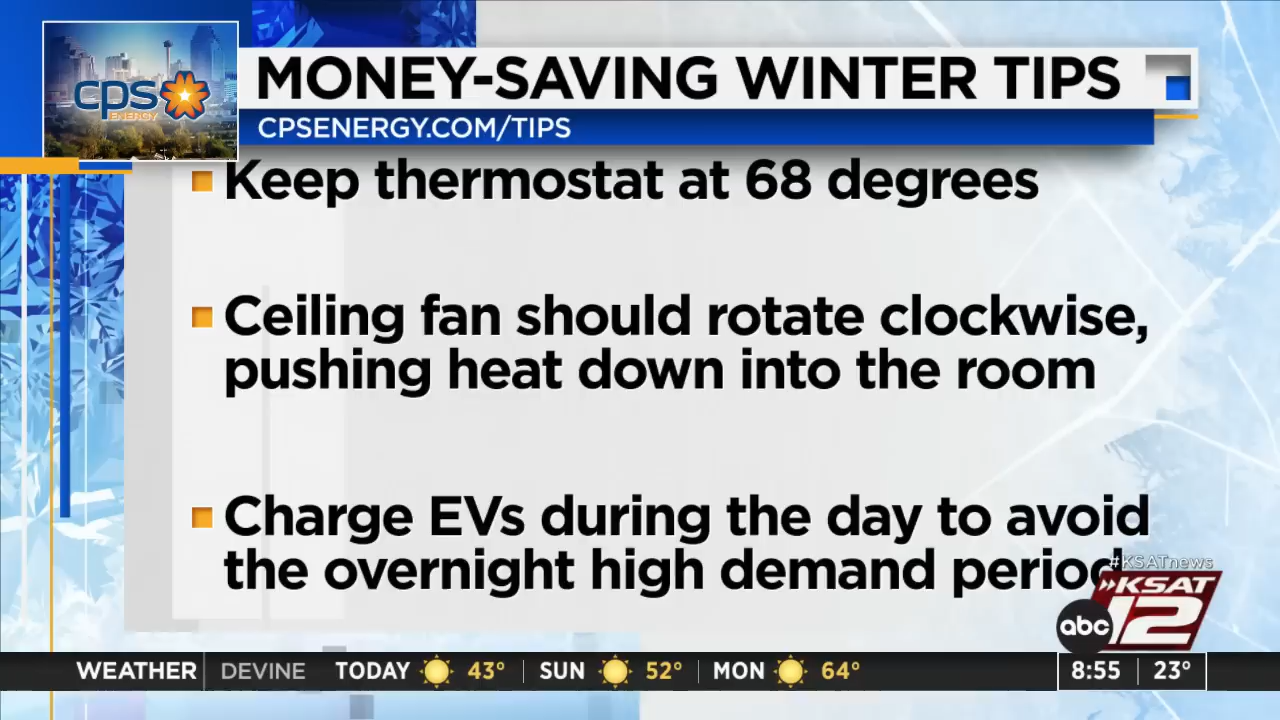 cps
ENERGY
MONEY-SAVING WINTER TIPS
CPSENERGY.COM/TIPS
Keep thermostat at 68 degrees
Ceiling fan should rotate clockwise,
pushing heat down into the room
Charge EVs during the day to avoid
the overnight high demand period
#KSATnews
KSAT
abc 12
WEATHER DEVINE TODAY 43° SUN 52° MON 64° 8:55 23°